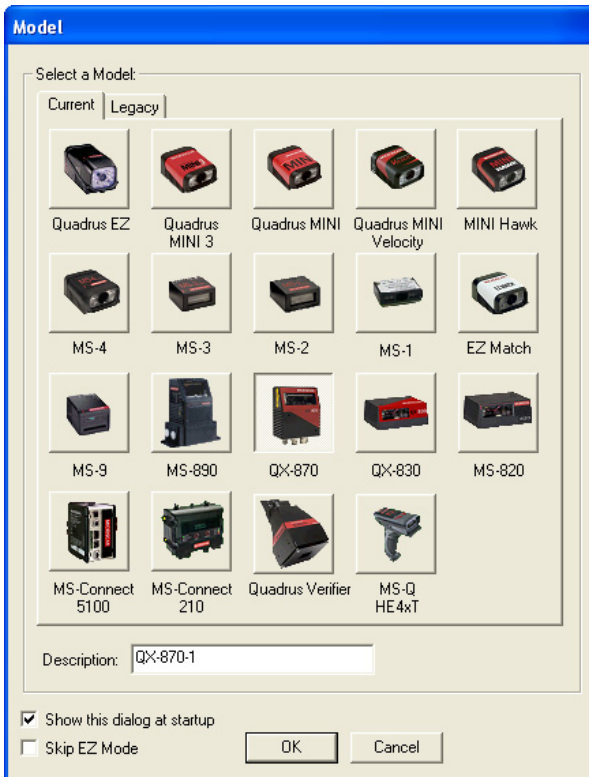 Model
Select a Model:
Current Legacy
Quadrus EZ
Quadrus
MINI 3
Quadrus MINI
Quadrus MINI
Velocity
MINI Hawk
MS-4
MS-3
MS-2
MS-1
EZ Match
MS-9
MS-890
QX-870
QX-830
MS-820
MS-Connect
5100
MS-Connect
210
Quadrus Verifier
MS-Q
HE4xT
Description: QX-870-1
Show this dialog at startup
Skip EZ Mode
OK
Cancel